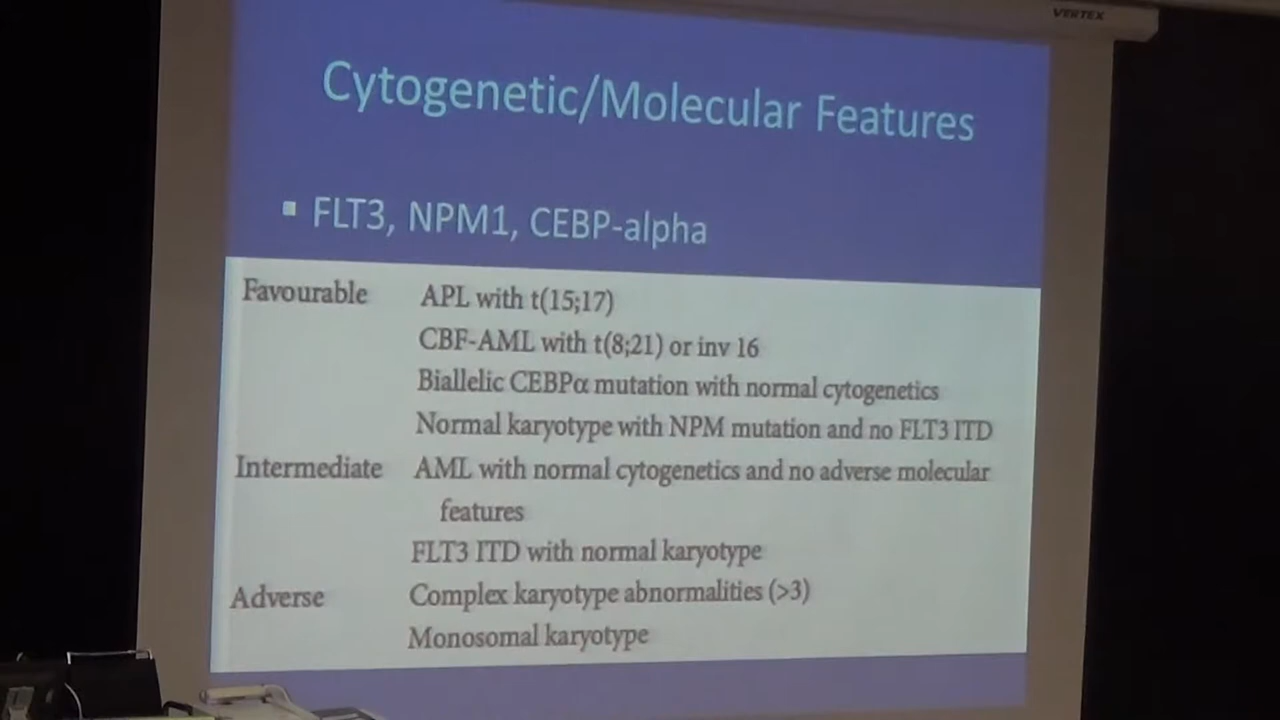 VERTEX
Cytogenetic/Molecular Features
▪ FLT3, NPM1, CEBP-alpha
Favourable APL with t(15;17)
CBF-AML with t(8;21) or inv 16
Biallelic CEBPα mutation with normal cytogenetics
Normal karyotype with NPM mutation and no FLT3 ITD
Intermediate AML with normal cytogenetics and no adverse molecular
features
FLT3 ITD with normal karyotype
Adverse Complex karyotype abnormalities (>3)
Monosomal karyotype